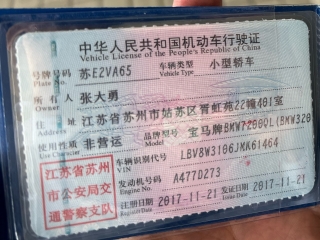 中华人民共和国机动车行驶证
Vehicle License of the People's Republic of China
号牌号码 苏E2VA65 车辆类型 小型轿车
Plate No. Vehicle Type
所有人 张大勇
Owner
住址 江苏省苏州市姑苏区胥虹苑22幢401室
Address
使用性质 非营运 品牌型号 宝马牌BMW7200QL(BMW320
Use Character Model
江苏省苏州市公安局交通警察支队
车辆识别代号 LBV8W3106JMK61464
VIN
发动机号码 A477D273
Engine No.
注册日期 2017-11-21 发证日期 2017-11-21
Register Date Issue Date